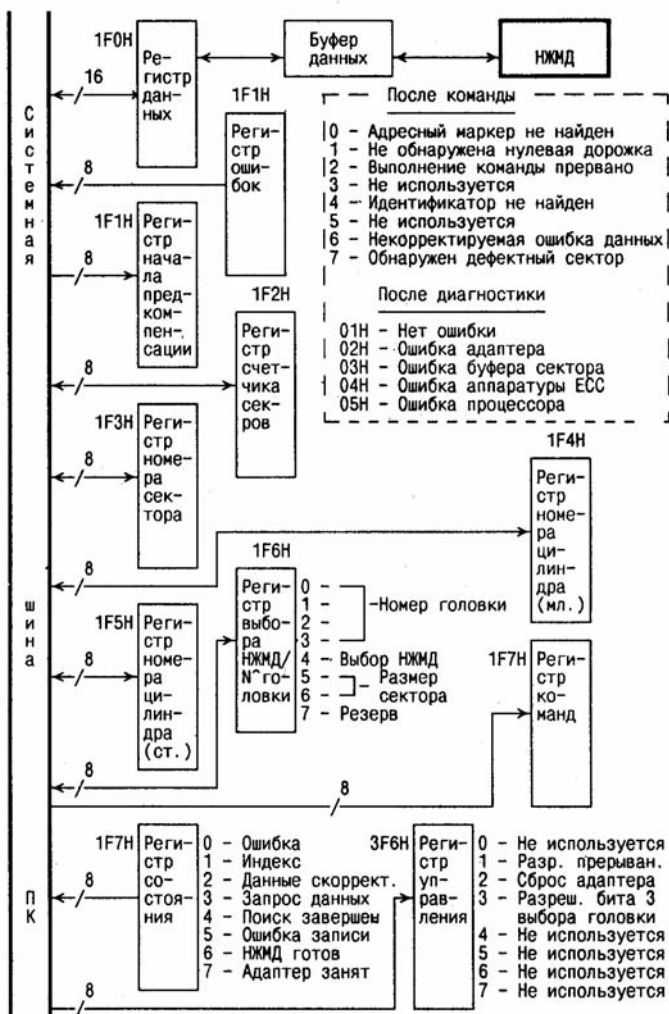 Системная шина ПК
1F0H
Ре-
гистр
дан-
ных
16
Буфер
данных
НЖМД
1F1H
Реги-
стр
оши-
бок
8
После команды
0 - Адресный маркер не найден
1 - Не обнаружена нулевая дорожка
2 - Выполнение команды прервано
3 - Не используется
4 - Идентификатор не найден
5 - Не используется
6 - Некорректируемая ошибка данных
7 - Обнаружен дефектный сектор
После диагностики
01H - Нет ошибки
02H - Ошибка адаптера
03H - Ошибка буфера сектора
04H - Ошибка аппаратуры ECC
05H - Ошибка процессора
1F1H
Реги-
стр
нача-
ла
пред-
ком-
пен-
сации
8
1F2H
Реги-
стр
счет-
чика
сек-
ров
8
1F3H
Реги-
стр
номе-
ра
сек-
тора
8
1F4H
Реги-
стр
номе-
ра
ци-
лин-
дра
(мл.)
8
1F6H
Реги-
стр
выбо-
ра
НЖМД/
N^го-
ловки
0 -
1 -
2 -
3 -
-Номер головки
4 - Выбор НЖМД
5 -
6 -
- Размер
сектора
7 - Резерв
1F5H
Реги-
стр
номе-
ра
ци-
лин-
дра
(ст.)
8
8
1F7H
Реги-
стр
ко-
манд
8
1F7H
Реги-
стр
со-
стоя-
ния
8
0 - Ошибка
1 - Индекс
2 - Данные скоррект.
3 - Запрос данных
4 - Поиск завершен
5 - Ошибка записи
6 - НЖМД готов
7 - Адаптер занят
3F6H
Реги-
стр
уп-
рав-
ления
8
0 - Не используется
1 - Разр. прерыван.
2 - Сброс адаптера
3 - Разреш. бита 3
выбора головки
4 - Не используется
5 - Не используется
6 - Не используется
7 - Не используется